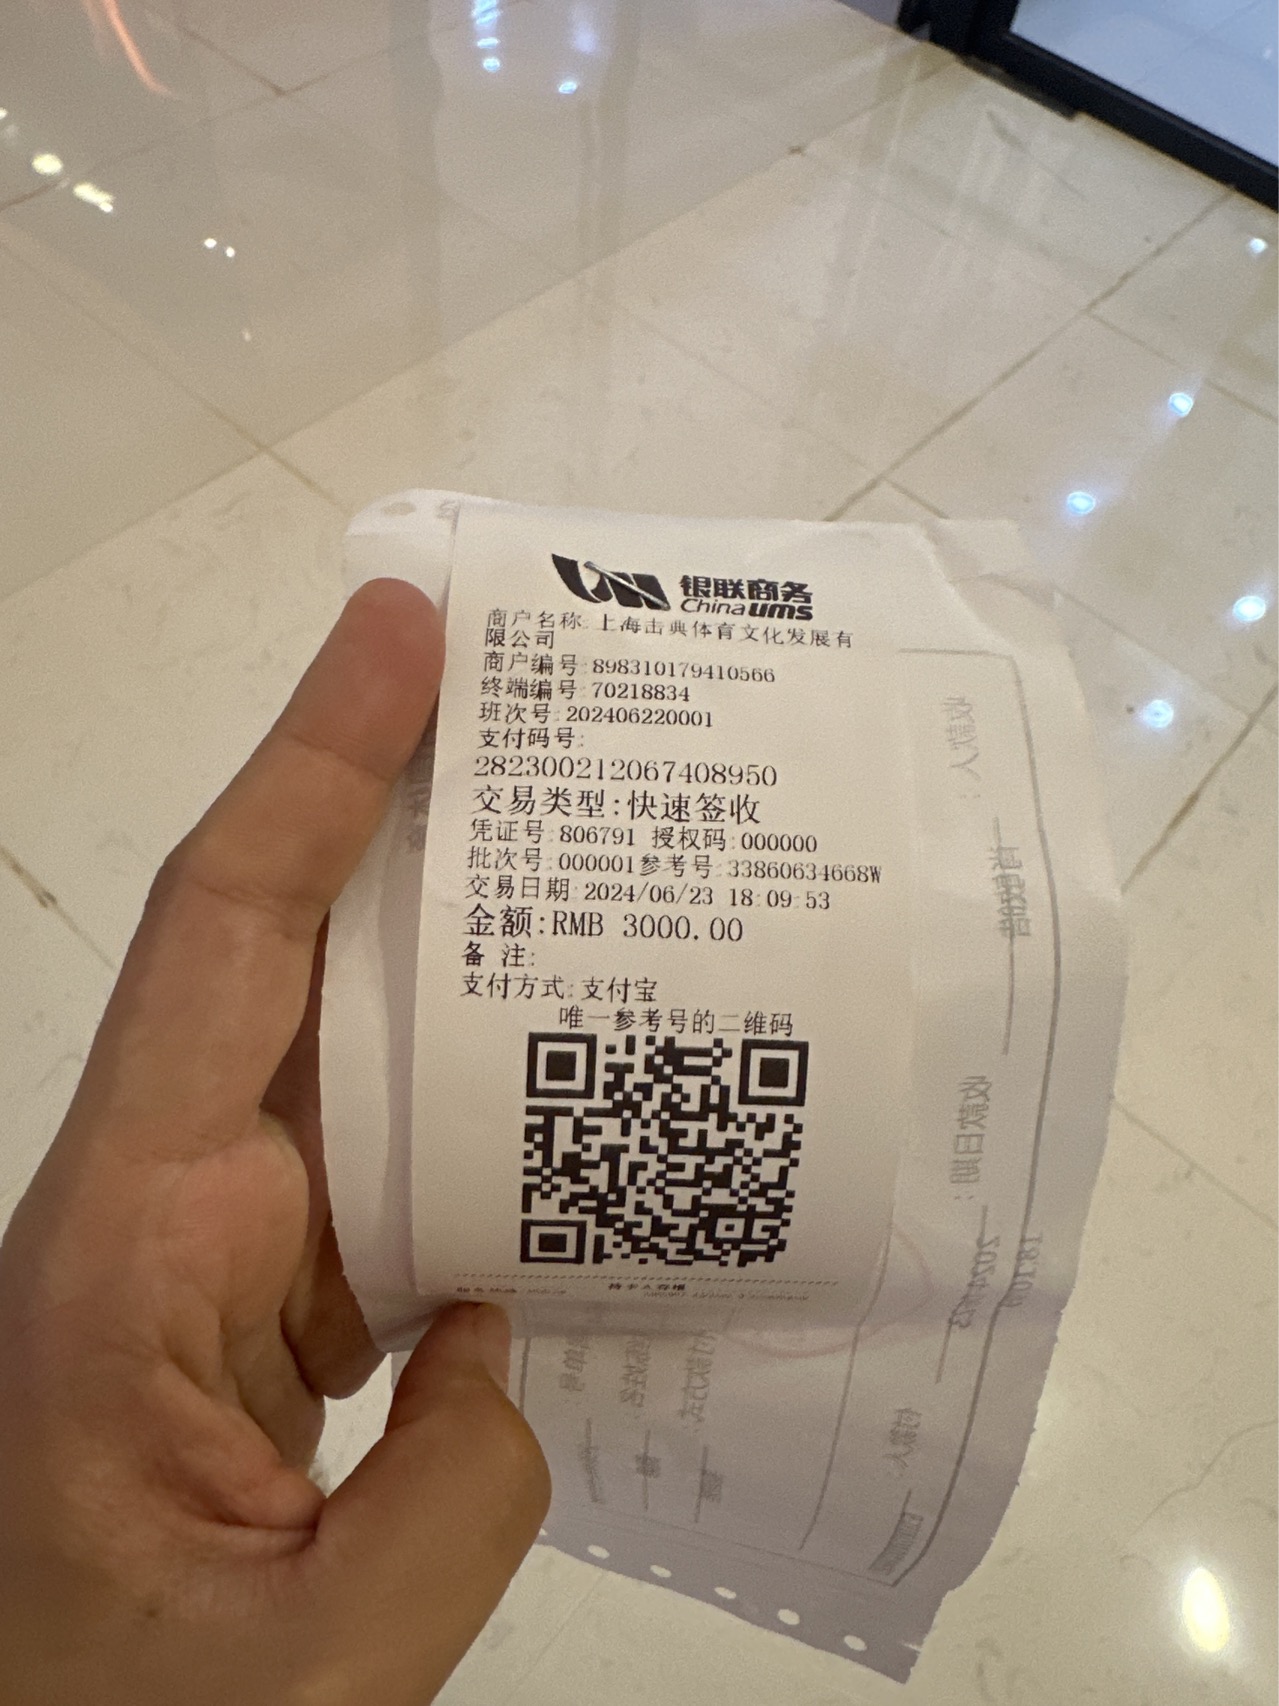 银联商务
China ums
商户名称:上海击典体育文化发展有
限公司
商户编号:898310179410566
终端编号:70218834
班次号:202406220001
支付码号:
282300212067408950
交易类型:快速签收
凭证号:806791 授权码:000000
批次号:000001参考号:33860634668W
交易日期:2024/06/23 18:09:53
金额:RMB 3000.00
备 注:
支付方式:支付宝
唯一参考号的二维码
持卡人存根